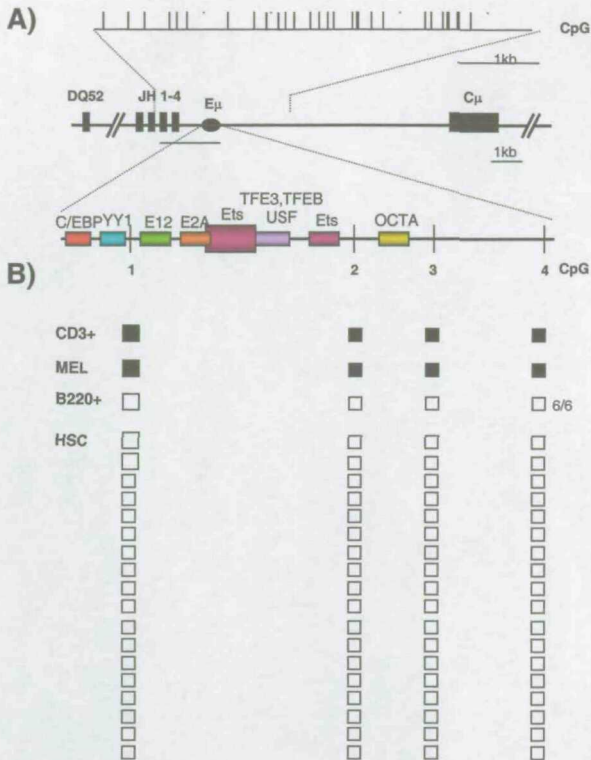 A)
CpG
1kb
DQ52
JH 1-4
Eμ
Cμ
1kb
TFE3,TFEB
C/EBP YY1 E12 E2A Ets USF Ets OCTA
1 2 3 4 CpG
B)
CD3+
MEL
B220+ 6/6
HSC